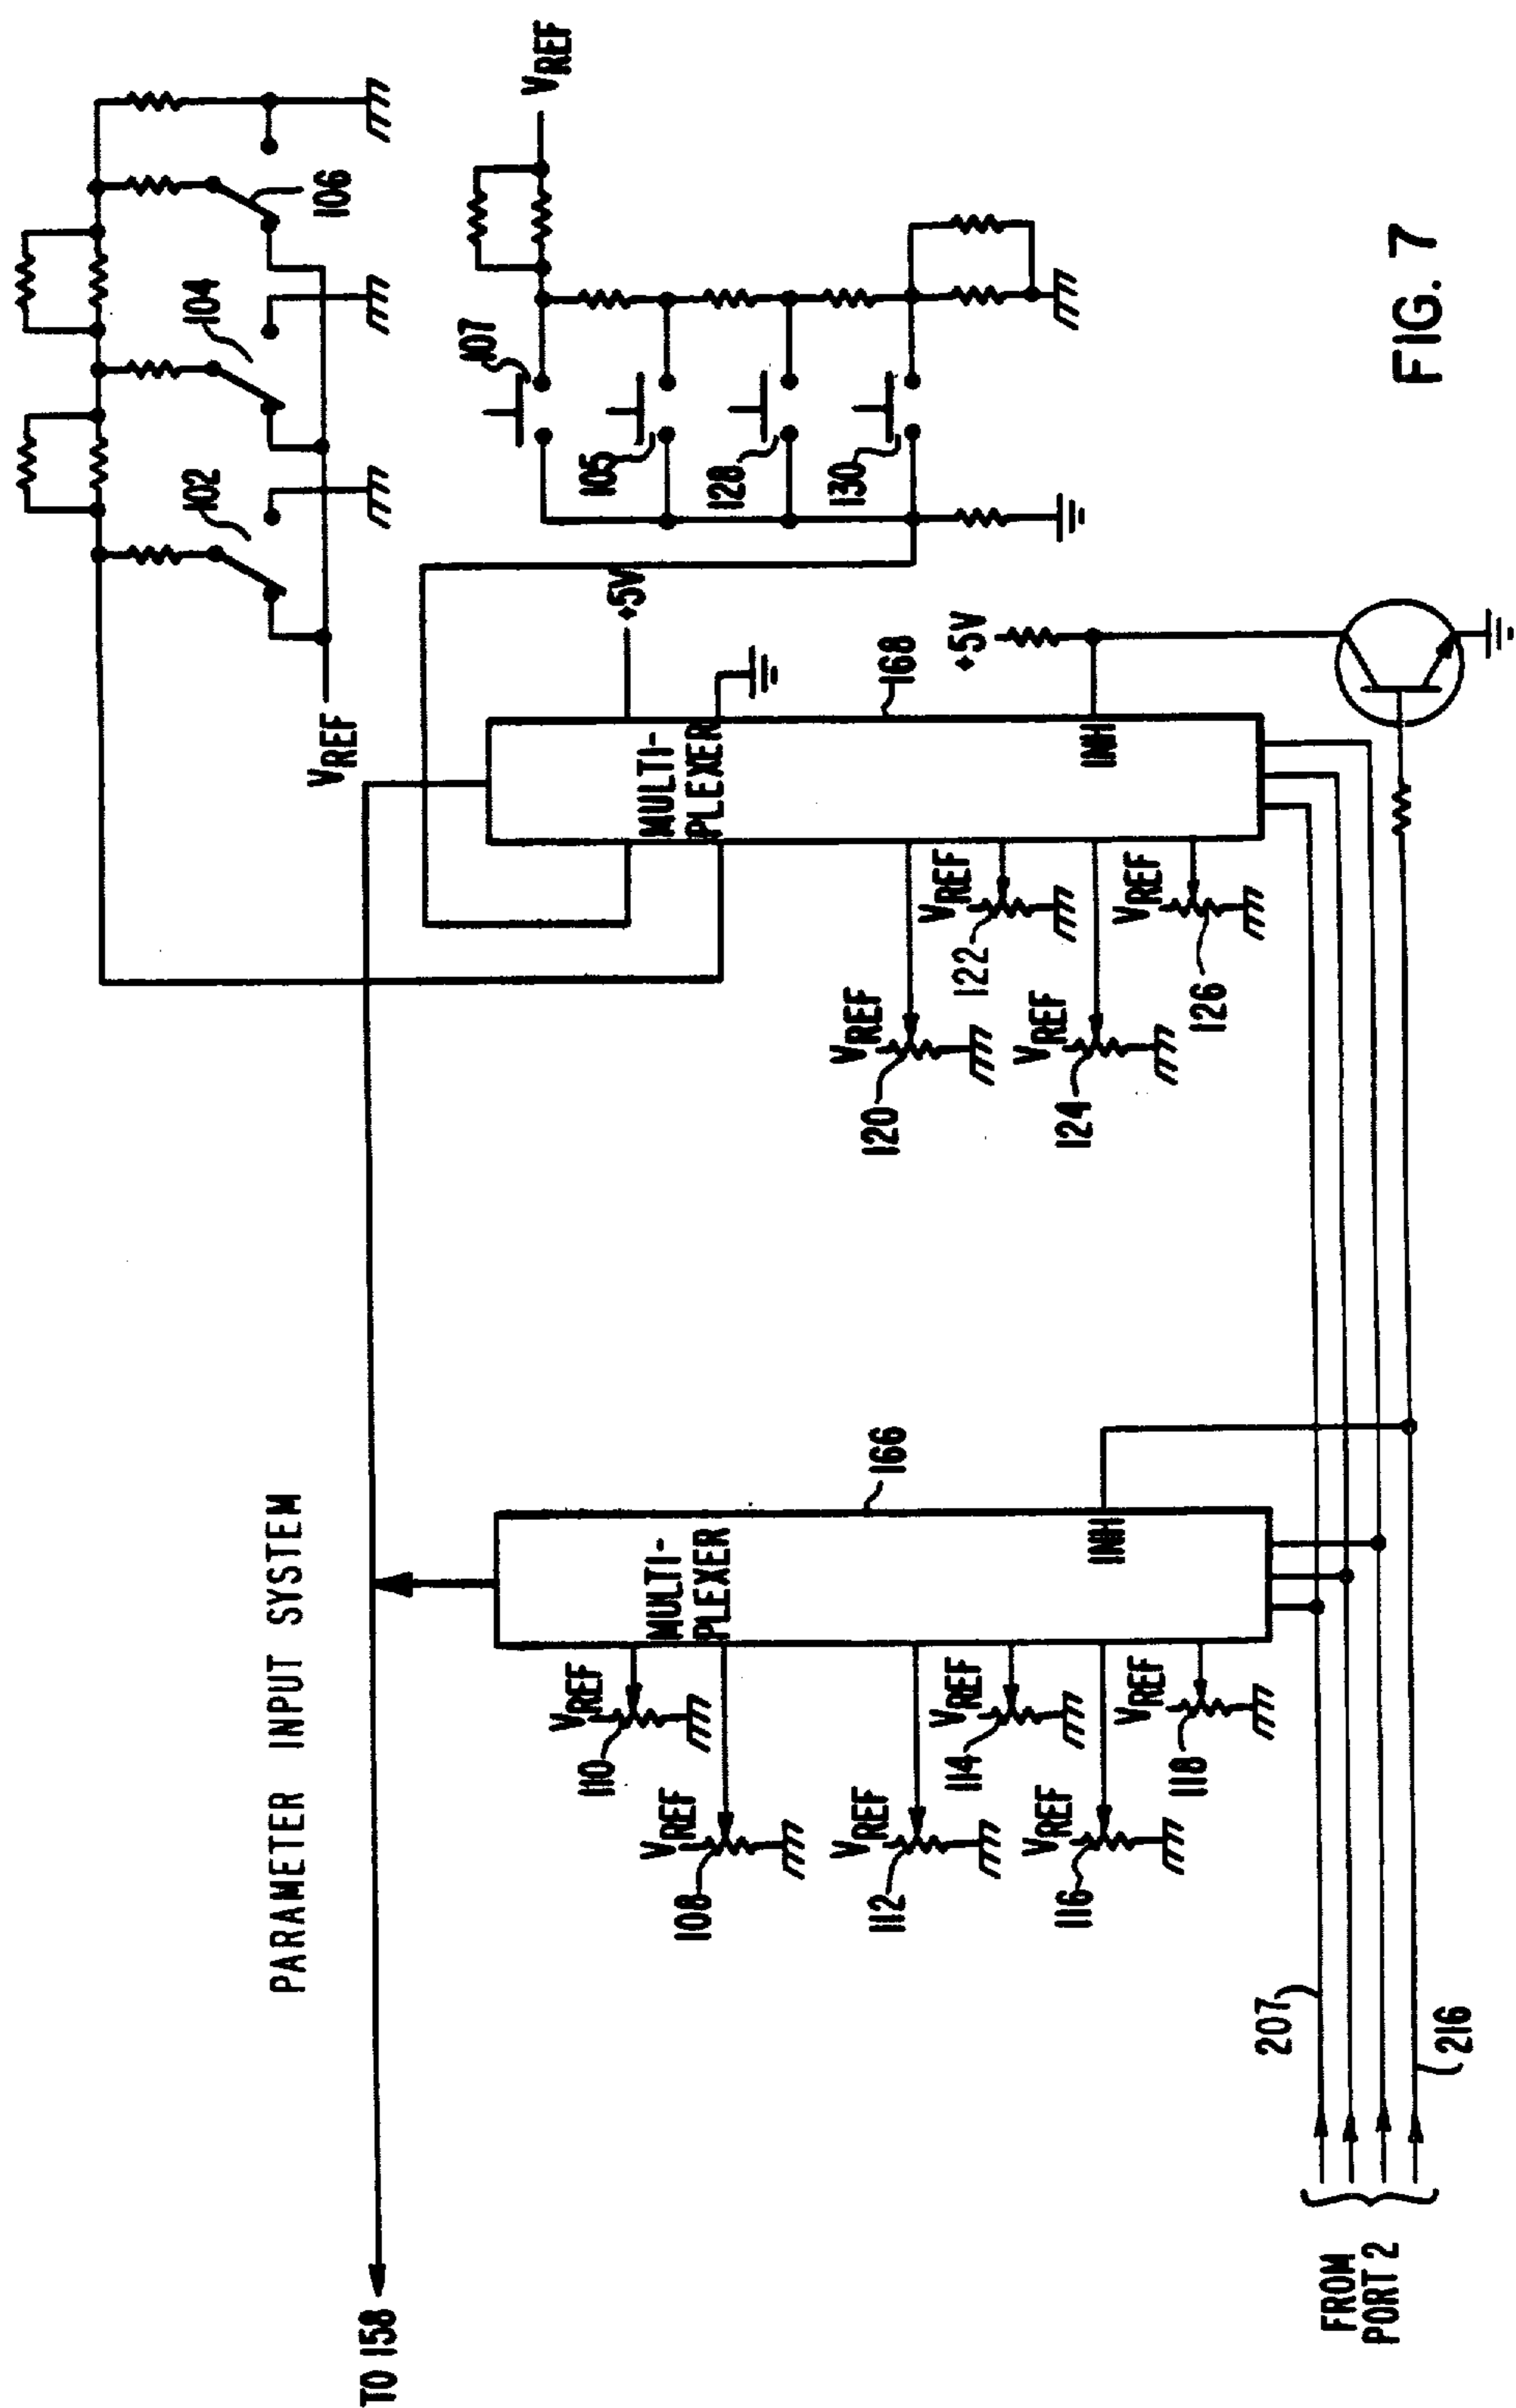 PARAMETER INPUT SYSTEM
TO 158
102
104
106
VREF
VREF
107
105
128
130
+5V
168
MULTI-
PLEXER
+5V
INH
VREF
120
VREF
122
VREF
124
VREF
126
166
MULTI-
PLEXER
INH
VREF
110
VREF
108
VREF
112
VREF
114
VREF
116
VREF
118
207
216
FROM
PORT 2
FIG. 7